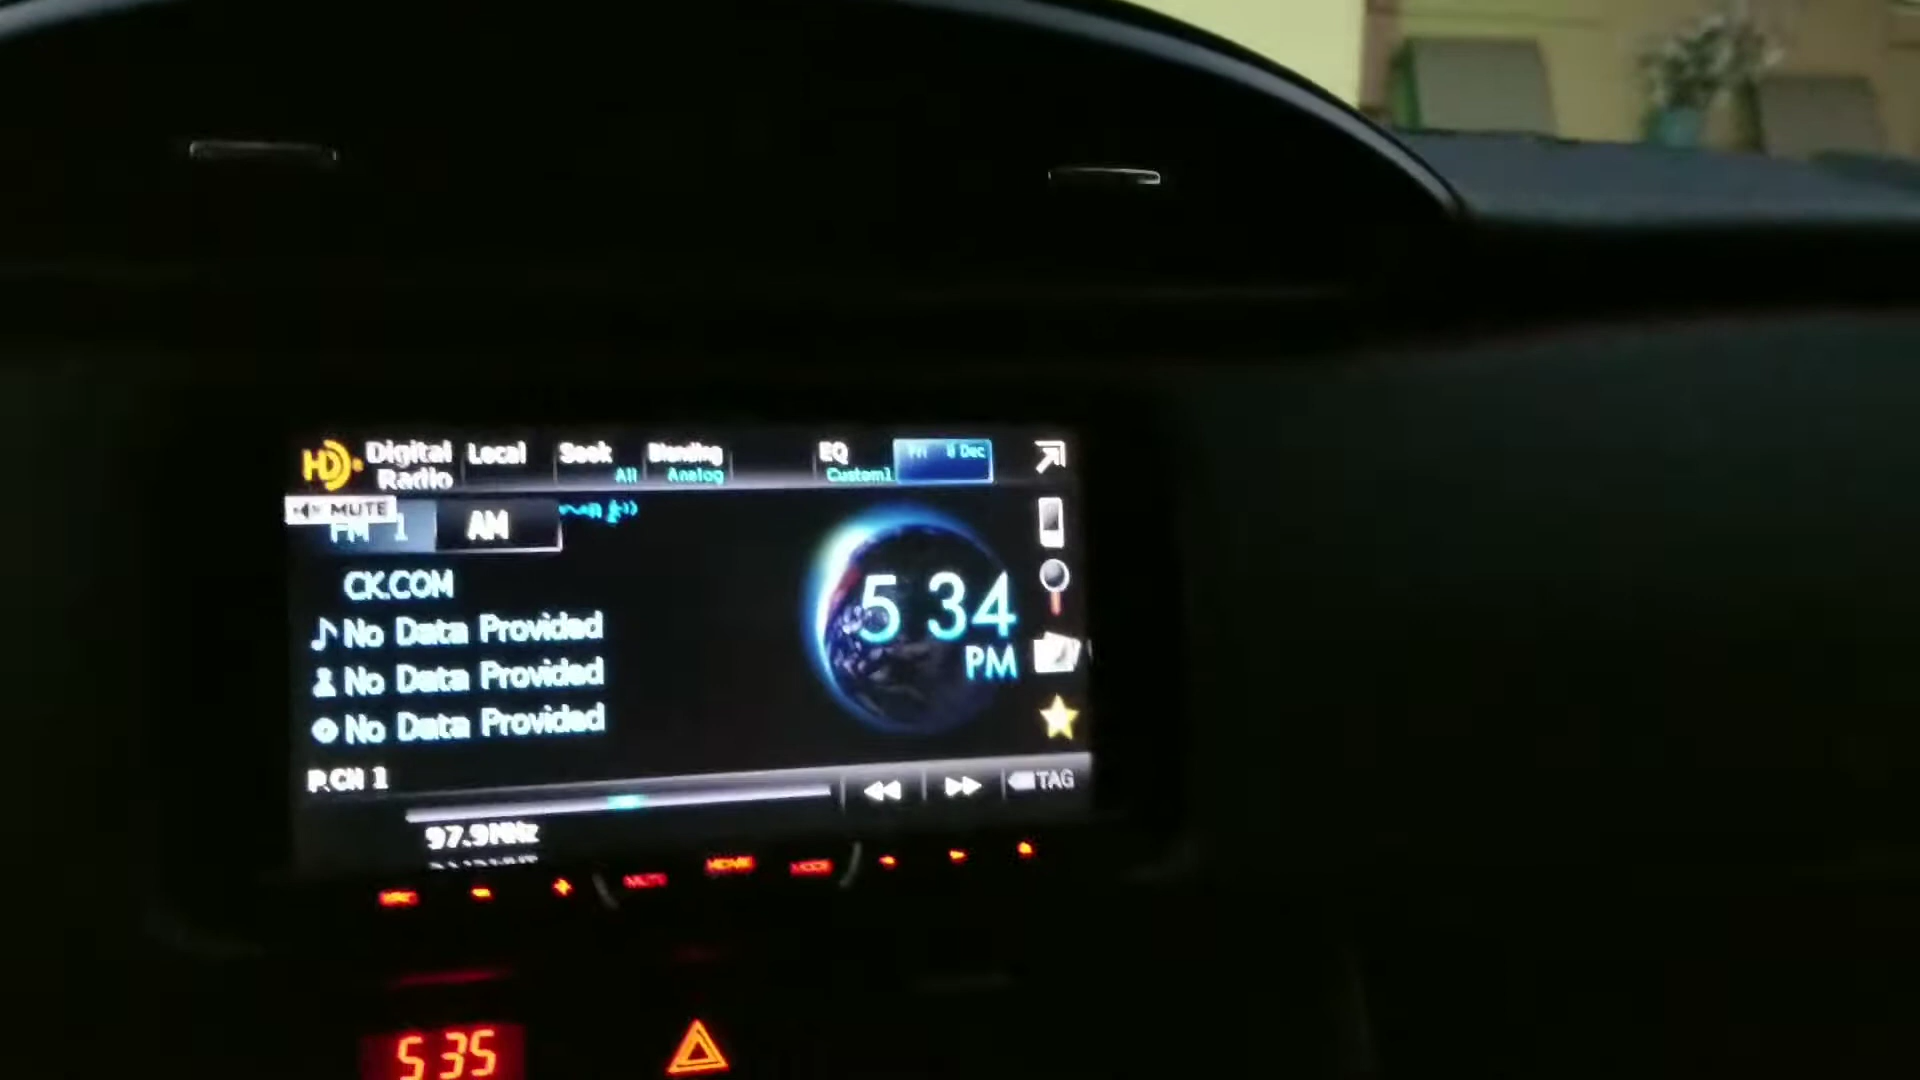 HD Digital Radio
Local
Seek
All
Blending
Analog
EQ
Custom1
Fri 8 Dec
MUTE
FM 1
AM
CK.COM
No Data Provided
No Data Provided
No Data Provided
5 34
PM
P.CH 1
TAG
97.9MHz
MUTE
HOME
MODE
5 35